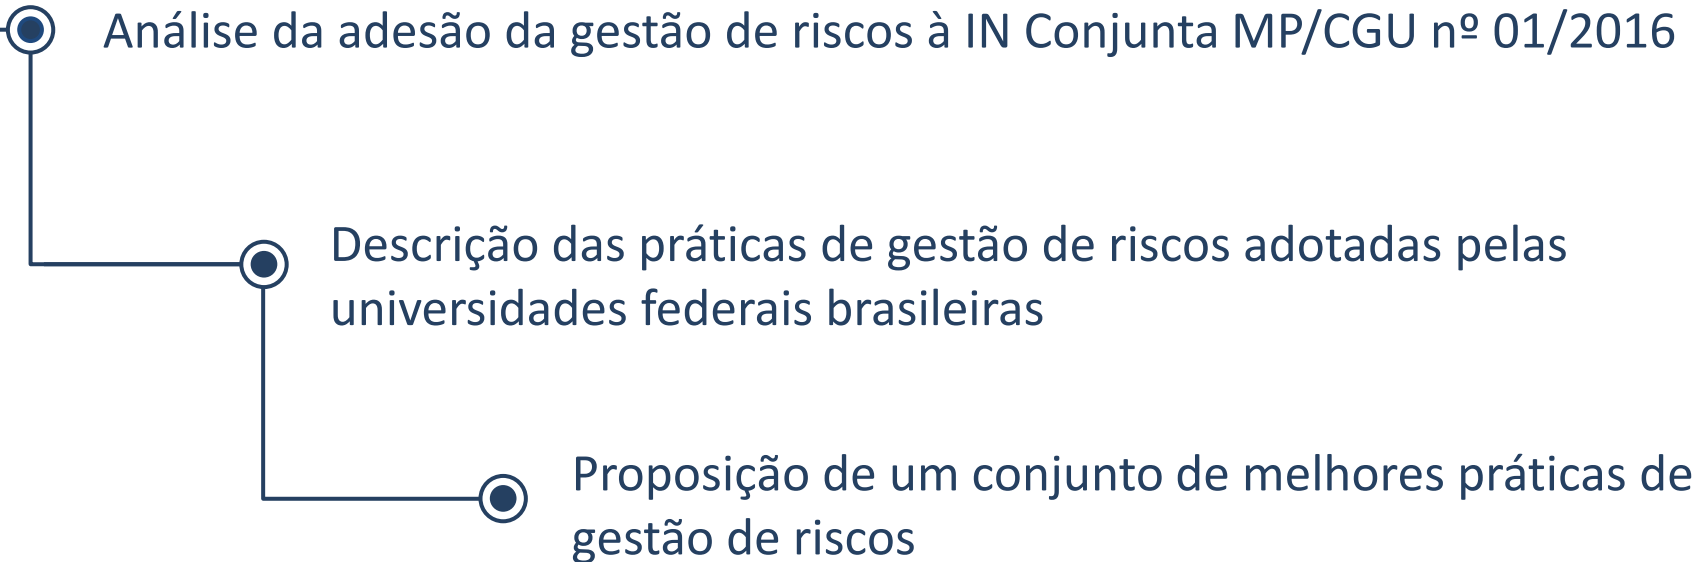 Análise da adesão da gestão de riscos à IN Conjunta MP/CGU nº 01/2016
Descrição das práticas de gestão de riscos adotadas pelas
universidades federais brasileiras
Proposição de um conjunto de melhores práticas de
gestão de riscos